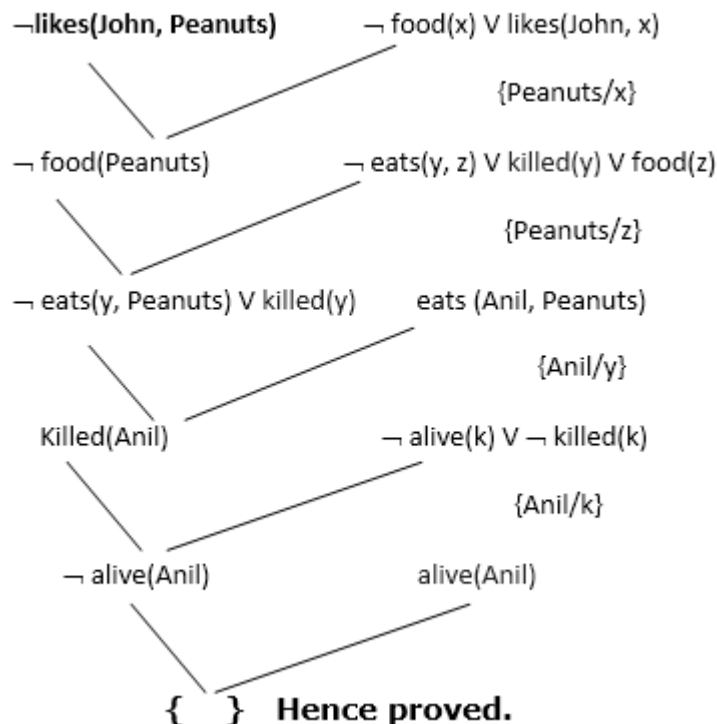 ¬likes(John, Peanuts) ¬ food(x) V likes(John, x)
{Peanuts/x}
¬ food(Peanuts) ¬ eats(y, z) V killed(y) V food(z)
{Peanuts/z}
¬ eats(y, Peanuts) V killed(y) eats (Anil, Peanuts)
{Anil/y}
Killed(Anil) ¬ alive(k) V ¬ killed(k)
{Anil/k}
¬ alive(Anil) alive(Anil)
{ } Hence proved.